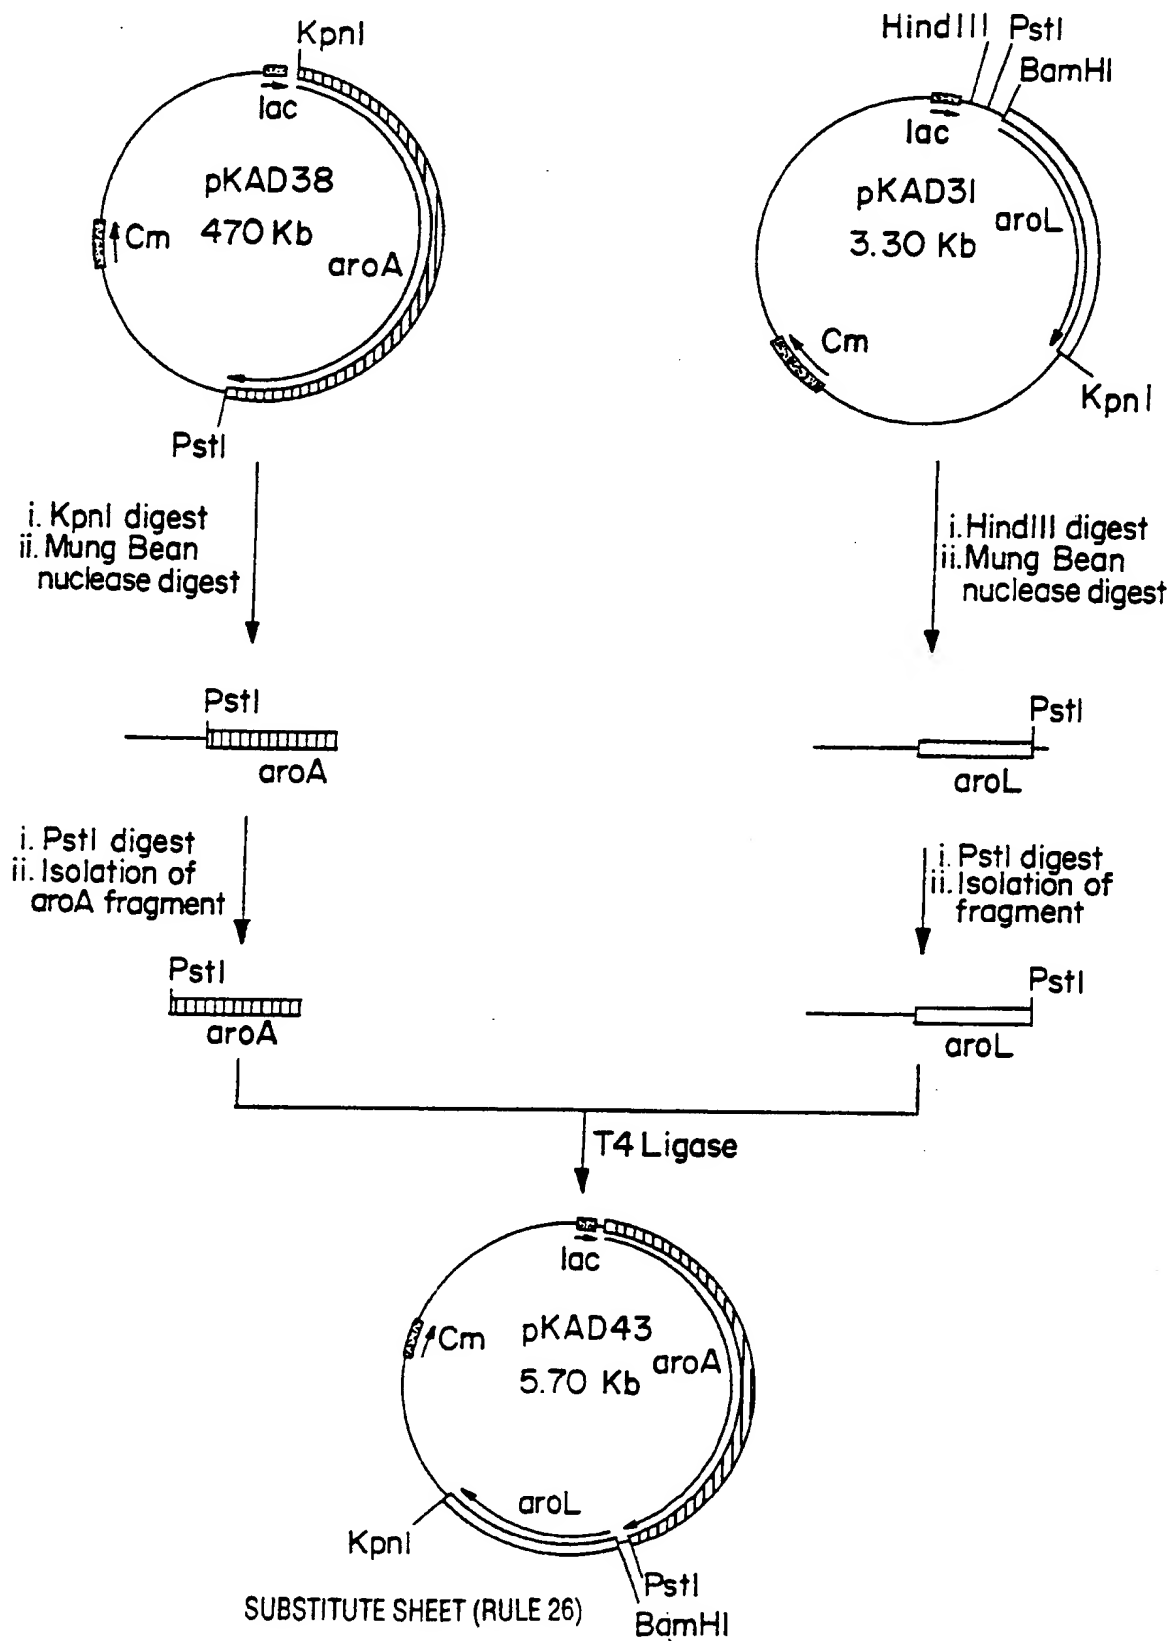 KpnI
lac
pKAD38
470 Kb
Cm
aroA
PstI
HindIII
PstI
BamHI
lac
pKAD31
3.30 Kb
aroL
Cm
KpnI
i. KpnI digest
ii. Mung Bean
nuclease digest
i. HindIII digest
ii. Mung Bean
nuclease digest
PstI
aroA
PstI
aroL
i. PstI digest
ii. Isolation of
aroA fragment
i. PstI digest
ii. Isolation of
fragment
PstI
aroA
PstI
aroL
T4 Ligase
lac
Cm
pKAD43
5.70 Kb
aroA
aroL
KpnI
PstI
BamHI
SUBSTITUTE SHEET (RULE 26)